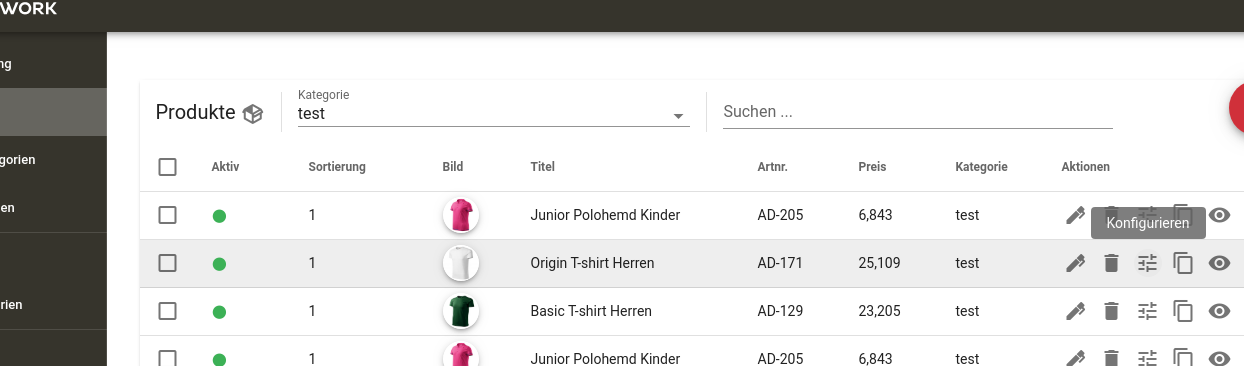 WORK
ng
gorien
en
rien
Produkte
Kategorie
test
Suchen ...
Aktiv Sortierung Bild Titel Artnr. Preis Kategorie Aktionen
1 Junior Polohemd Kinder AD-205 6,843 test
Konfigurieren
1 Origin T-shirt Herren AD-171 25,109 test
1 Basic T-shirt Herren AD-129 23,205 test
1 Junior Polohemd Kinder AD-205 6,843 test